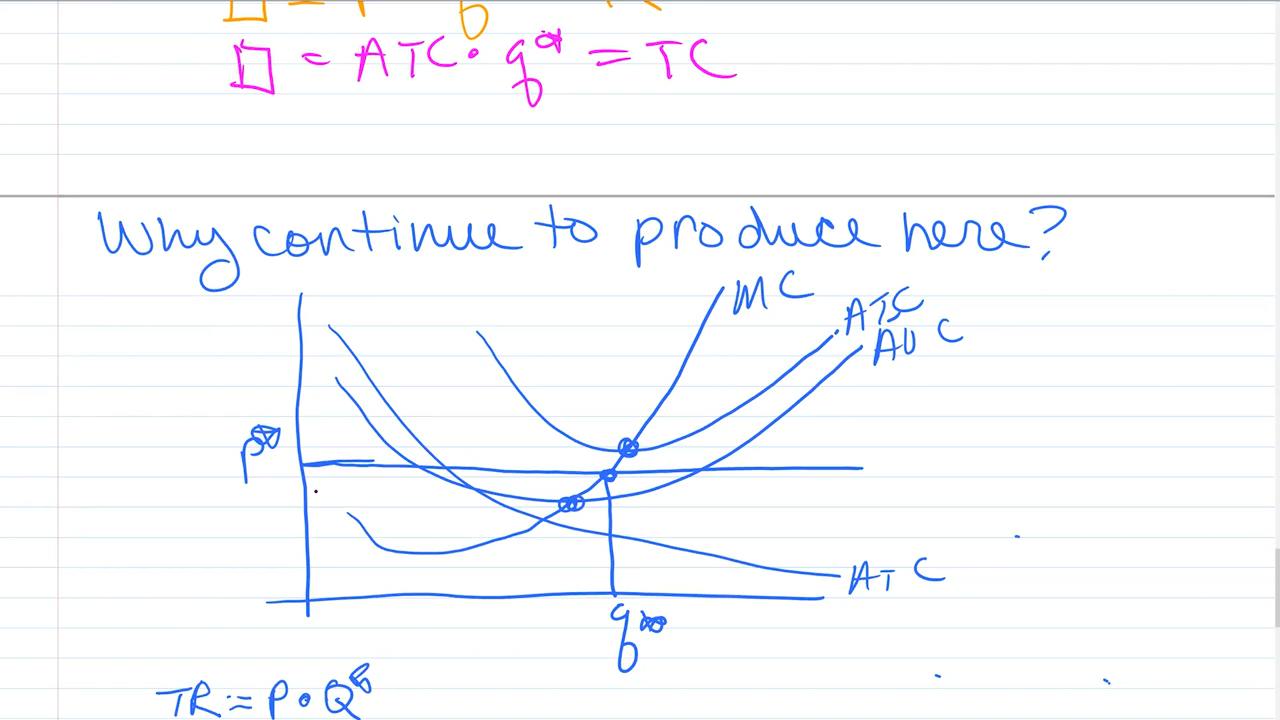 □ = ATC · q* = TC
Why continue to produce here?
MC
ATC
AVC
P*
ATC
q*
TR = P · Q